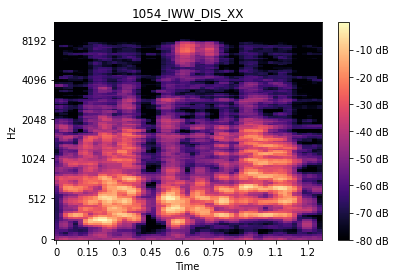 1054_IWW_DIS_XX
8192
4096
2048
1024
512
0
Hz
0 0.15 0.3 0.45 0.6 0.75 0.9 1.1 1.2
Time
-10 dB
-20 dB
-30 dB
-40 dB
-50 dB
-60 dB
-70 dB
-80 dB